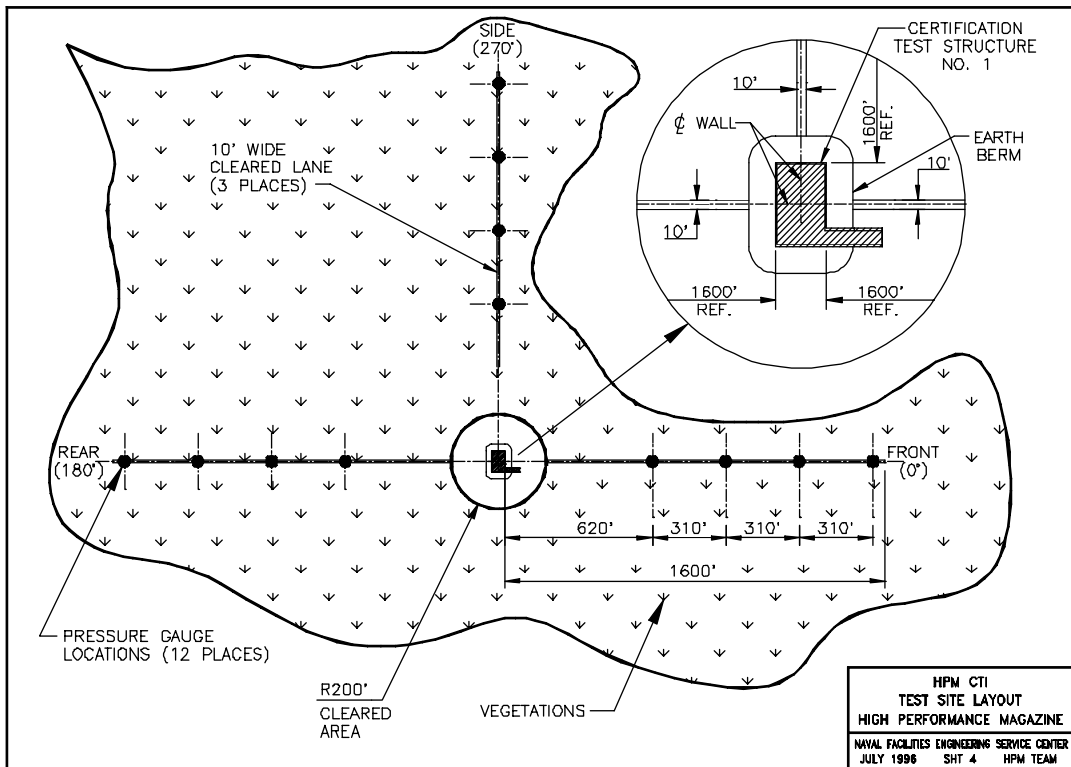 SIDE
(270°)
10' WIDE
CLEARED LANE
(3 PLACES)
CERTIFICATION
TEST STRUCTURE
NO. 1
10'
℄ WALL
1600'
REF.
EARTH
BERM
10'
10'
1600'
REF.
1600'
REF.
REAR
(180°)
FRONT
(0°)
620'
310'
310'
310'
1600'
PRESSURE GAUGE
LOCATIONS (12 PLACES)
R200'
CLEARED
AREA
VEGETATIONS
HPM CTI
TEST SITE LAYOUT
HIGH PERFORMANCE MAGAZINE
NAVAL FACILITIES ENGINEERING SERVICE CENTER
JULY 1996 SHT 4 HPM TEAM